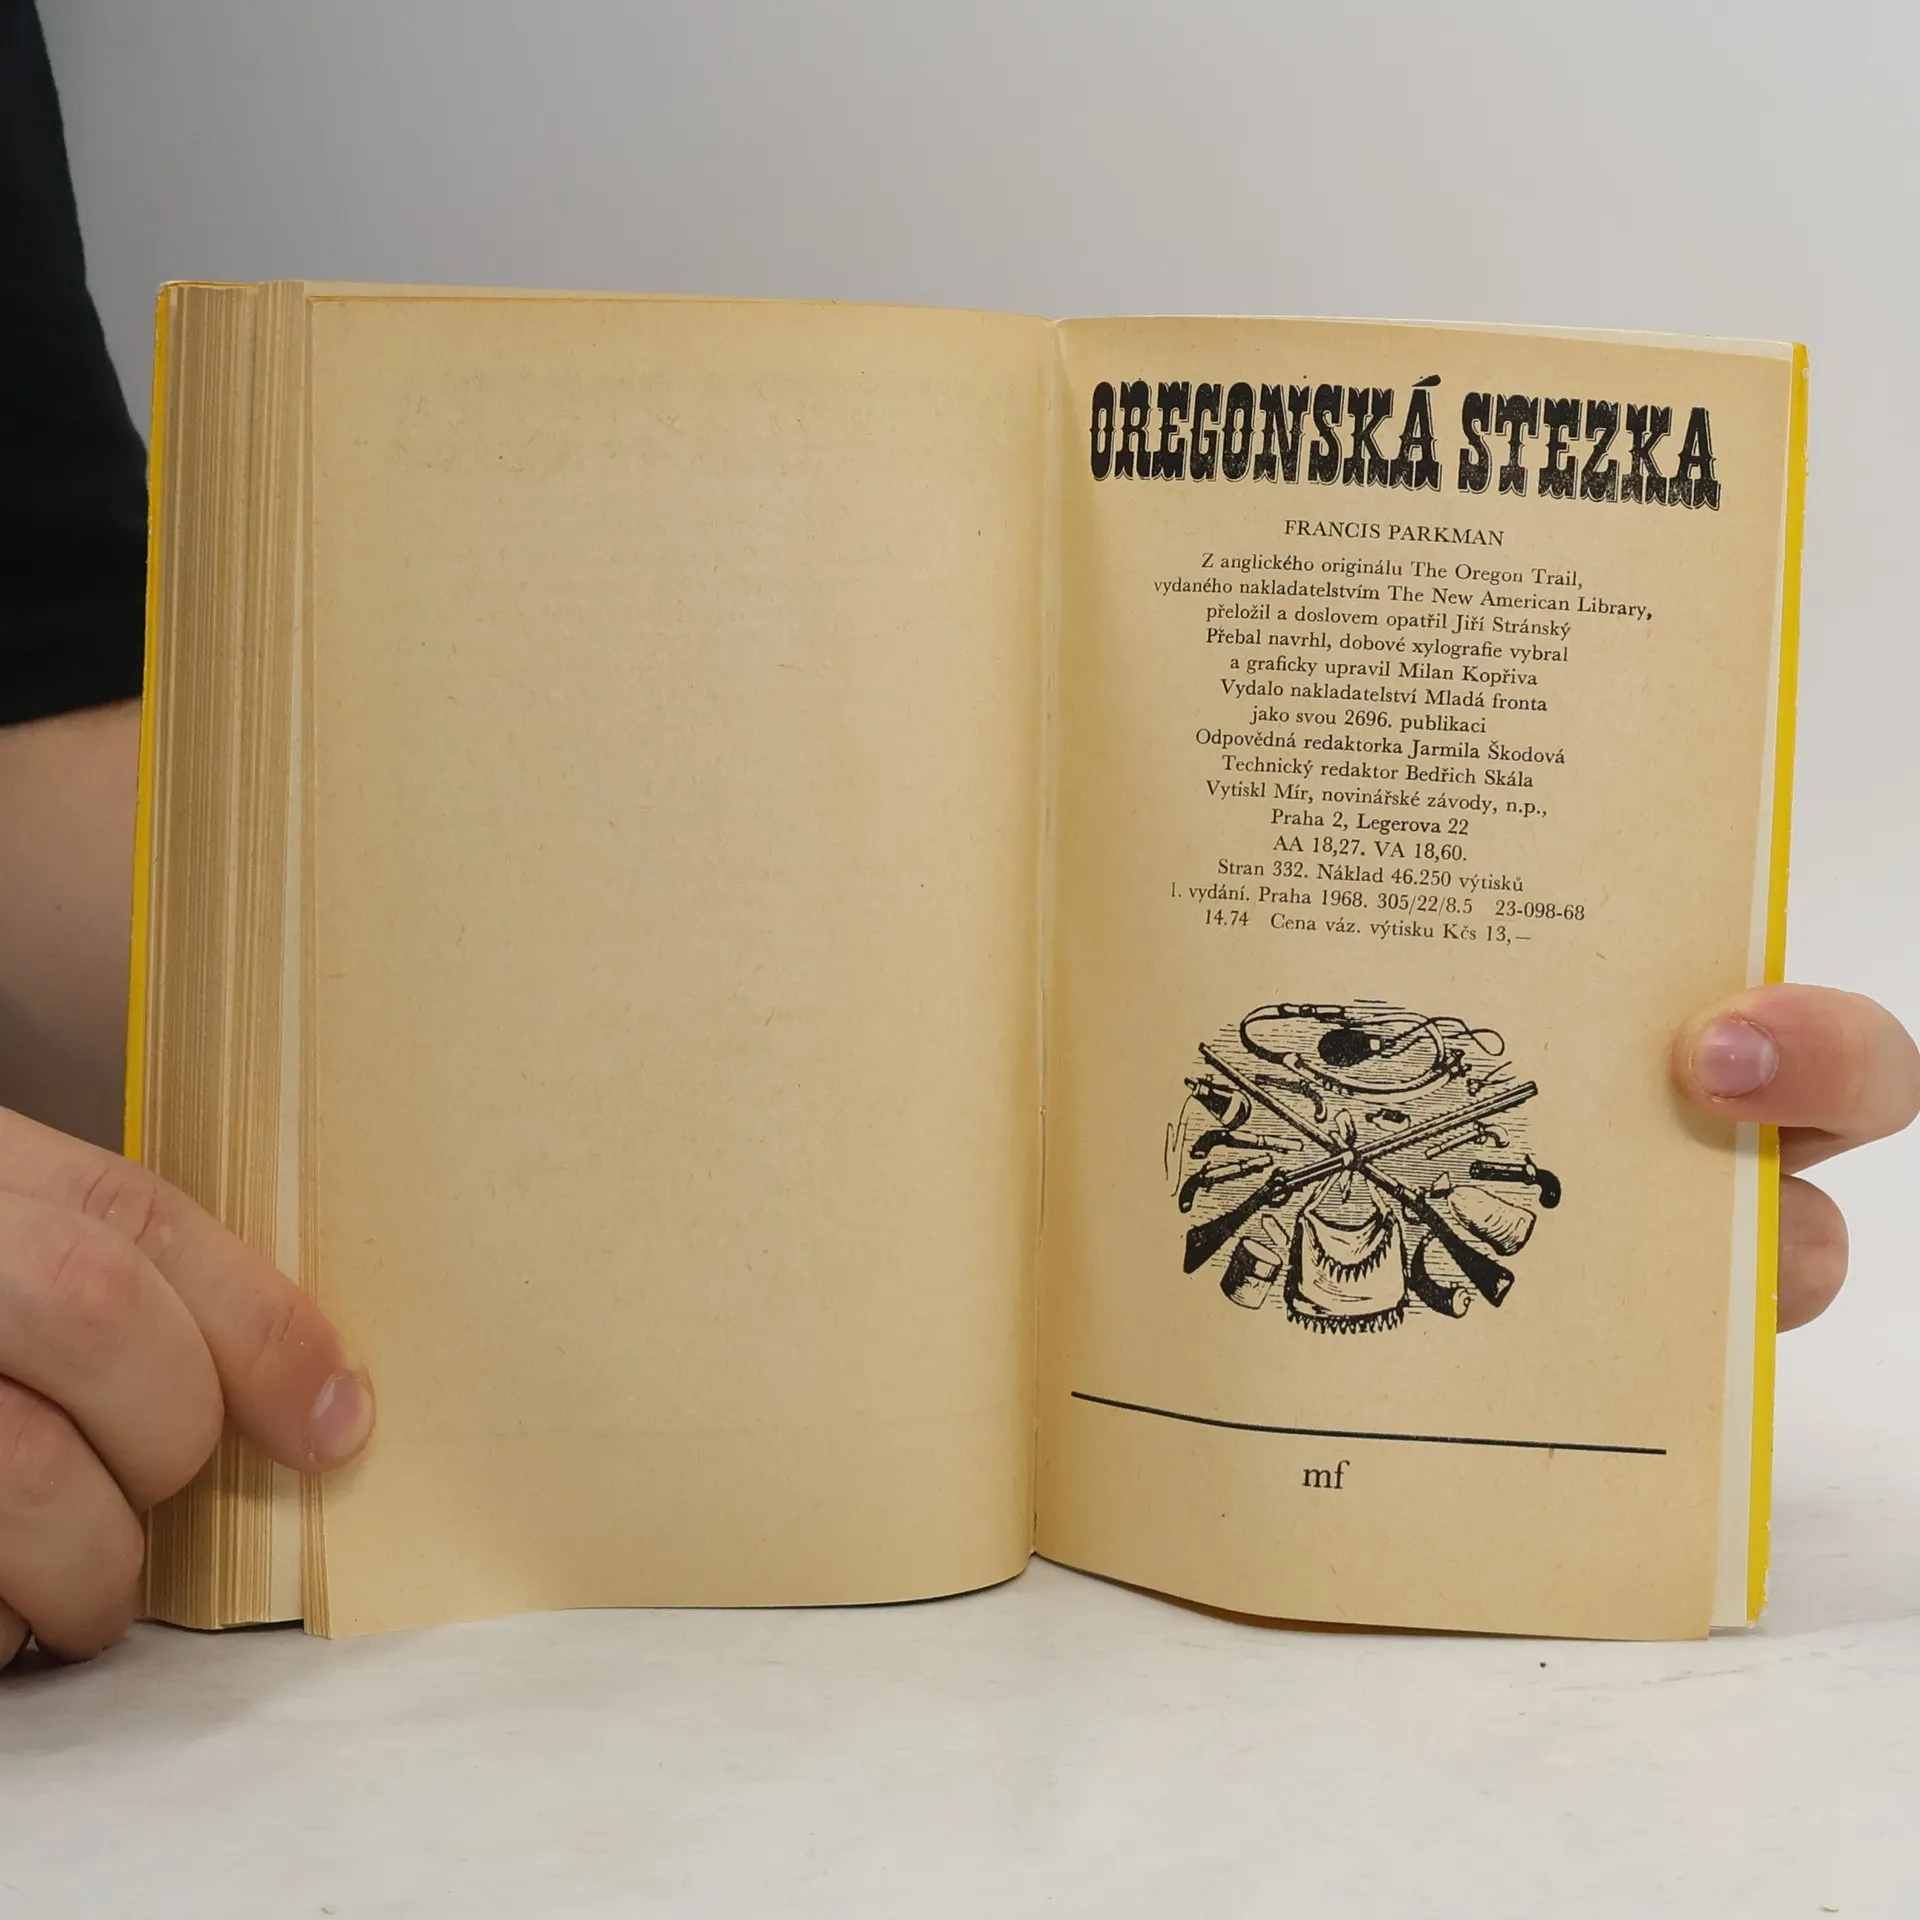 OREGONSKÁ STEZKA
FRANCIS PARKMAN
Z anglického originálu The Oregon Trail,
vydaného nakladatelstvím The New American Library,
přeložil a doslovem opatřil Jiří Stránský
Přebal navrhl, dobové xylografie vybral
a graficky upravil Milan Kopřiva
Vydalo nakladatelství Mladá fronta
jako svou 2696. publikaci
Odpovědná redaktorka Jarmila Škodová
Technický redaktor Bedřich Skála
Vytiskl Mír, novinářské závody, n.p.,
Praha 2, Legerova 22
AA 18,27. VA 18,60.
Stran 332. Náklad 46.250 výtisků
1. vydání. Praha 1968. 305/22/8.5 23-098-68
14.74 Cena váz. výtisku Kčs 13,—
mf